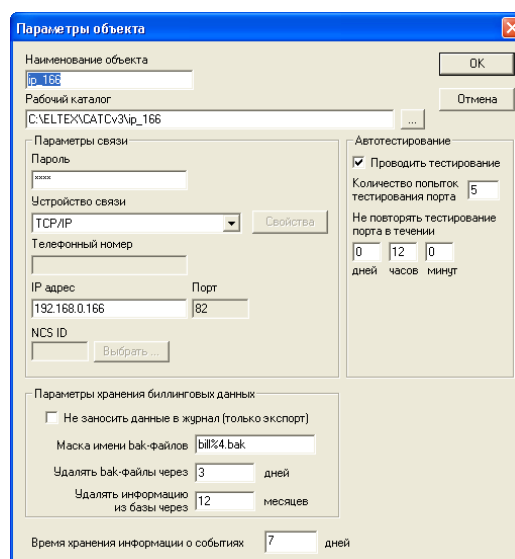 Параметры объекта
Наименование объекта
ip_166
OK
Рабочий каталог
Отмена
C:\ELTEX\CATCv3\ip_166
...
Параметры связи
Пароль
××××
Устройство связи
TCP/IP
Свойства
Телефонный номер
IP адрес
Порт
192.168.0.166
82
NCS ID
Выбрать ...
Автотестирование
Проводить тестирование
Количество попыток
тестирования порта
5
Не повторять тестирование
порта в течении
0
12
0
дней часов минут
Параметры хранения биллинговых данных
Не заносить данные в журнал (только экспорт)
Маска имени bak-файлов bill%4.bak
Удалять bak-файлы через 3 дней
Удалять информацию
из базы через 12 месяцев
Время хранения информации о событиях 7 дней